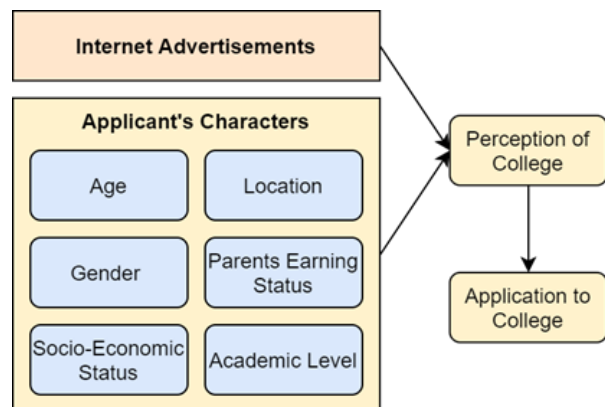 Internet Advertisements
Applicant's Characters
Age
Location
Gender
Parents Earning
Status
Socio-Economic
Status
Academic Level
Perception of
College
Application to
College